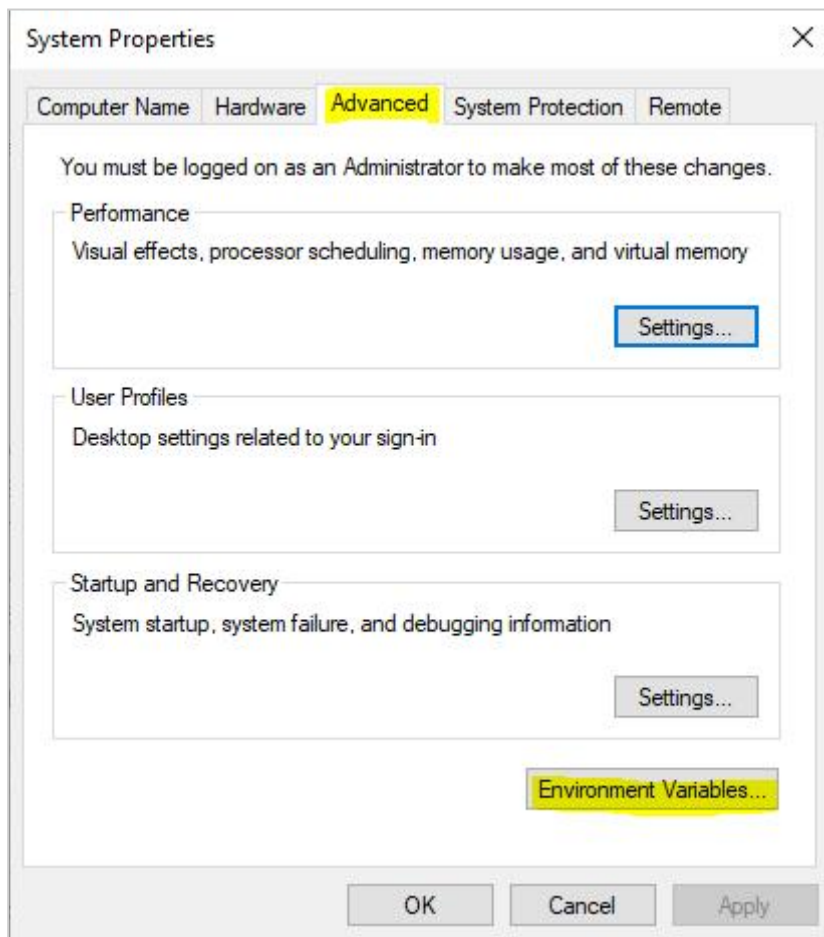 System Properties
Computer Name Hardware Advanced System Protection Remote
You must be logged on as an Administrator to make most of these changes.
Performance
Visual effects, processor scheduling, memory usage, and virtual memory
Settings...
User Profiles
Desktop settings related to your sign-in
Settings...
Startup and Recovery
System startup, system failure, and debugging information
Settings...
Environment Variables...
OK Cancel Apply